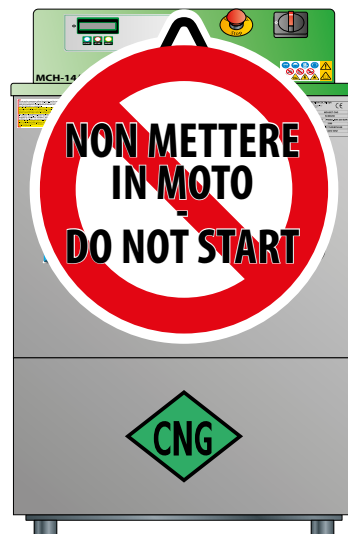 MCH-14
NON METTERE
IN MOTO
-
DO NOT START
CNG